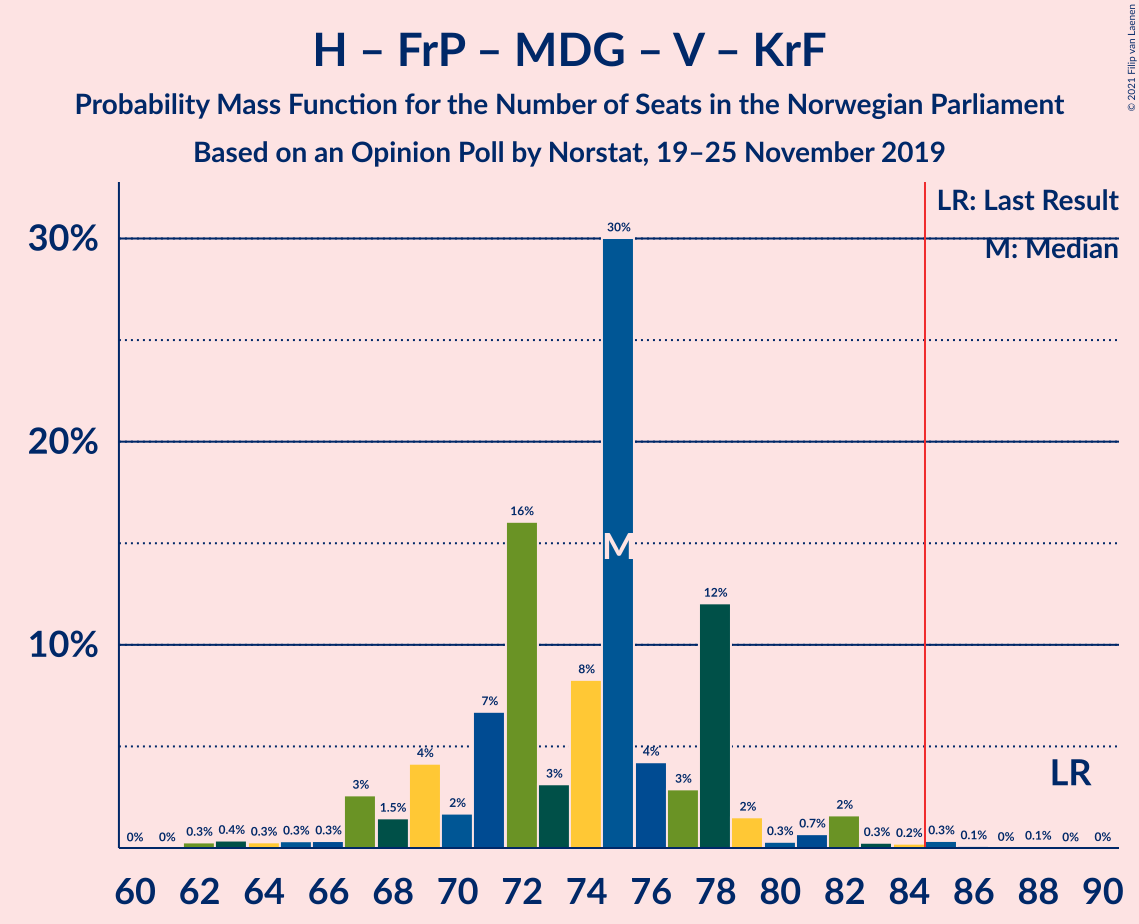 H – FrP – MDG – V – KrF
Probability Mass Function for the Number of Seats in the Norwegian Parliament
Based on an Opinion Poll by Norstat, 19–25 November 2019
© 2021 Filip van Laenen
LR: Last Result
M: Median
30%
20%
10%
0% 0% 0.3% 0.4% 0.3% 0.3% 0.3% 3% 1.5% 4% 2% 7% 16% 3% 8% 30% 4% 3% 12% 2% 0.3% 0.7% 2% 0.3% 0.2% 0.3% 0.1% 0% 0.1% 0% 0%
M
LR
60 62 64 66 68 70 72 74 76 78 80 82 84 86 88 90